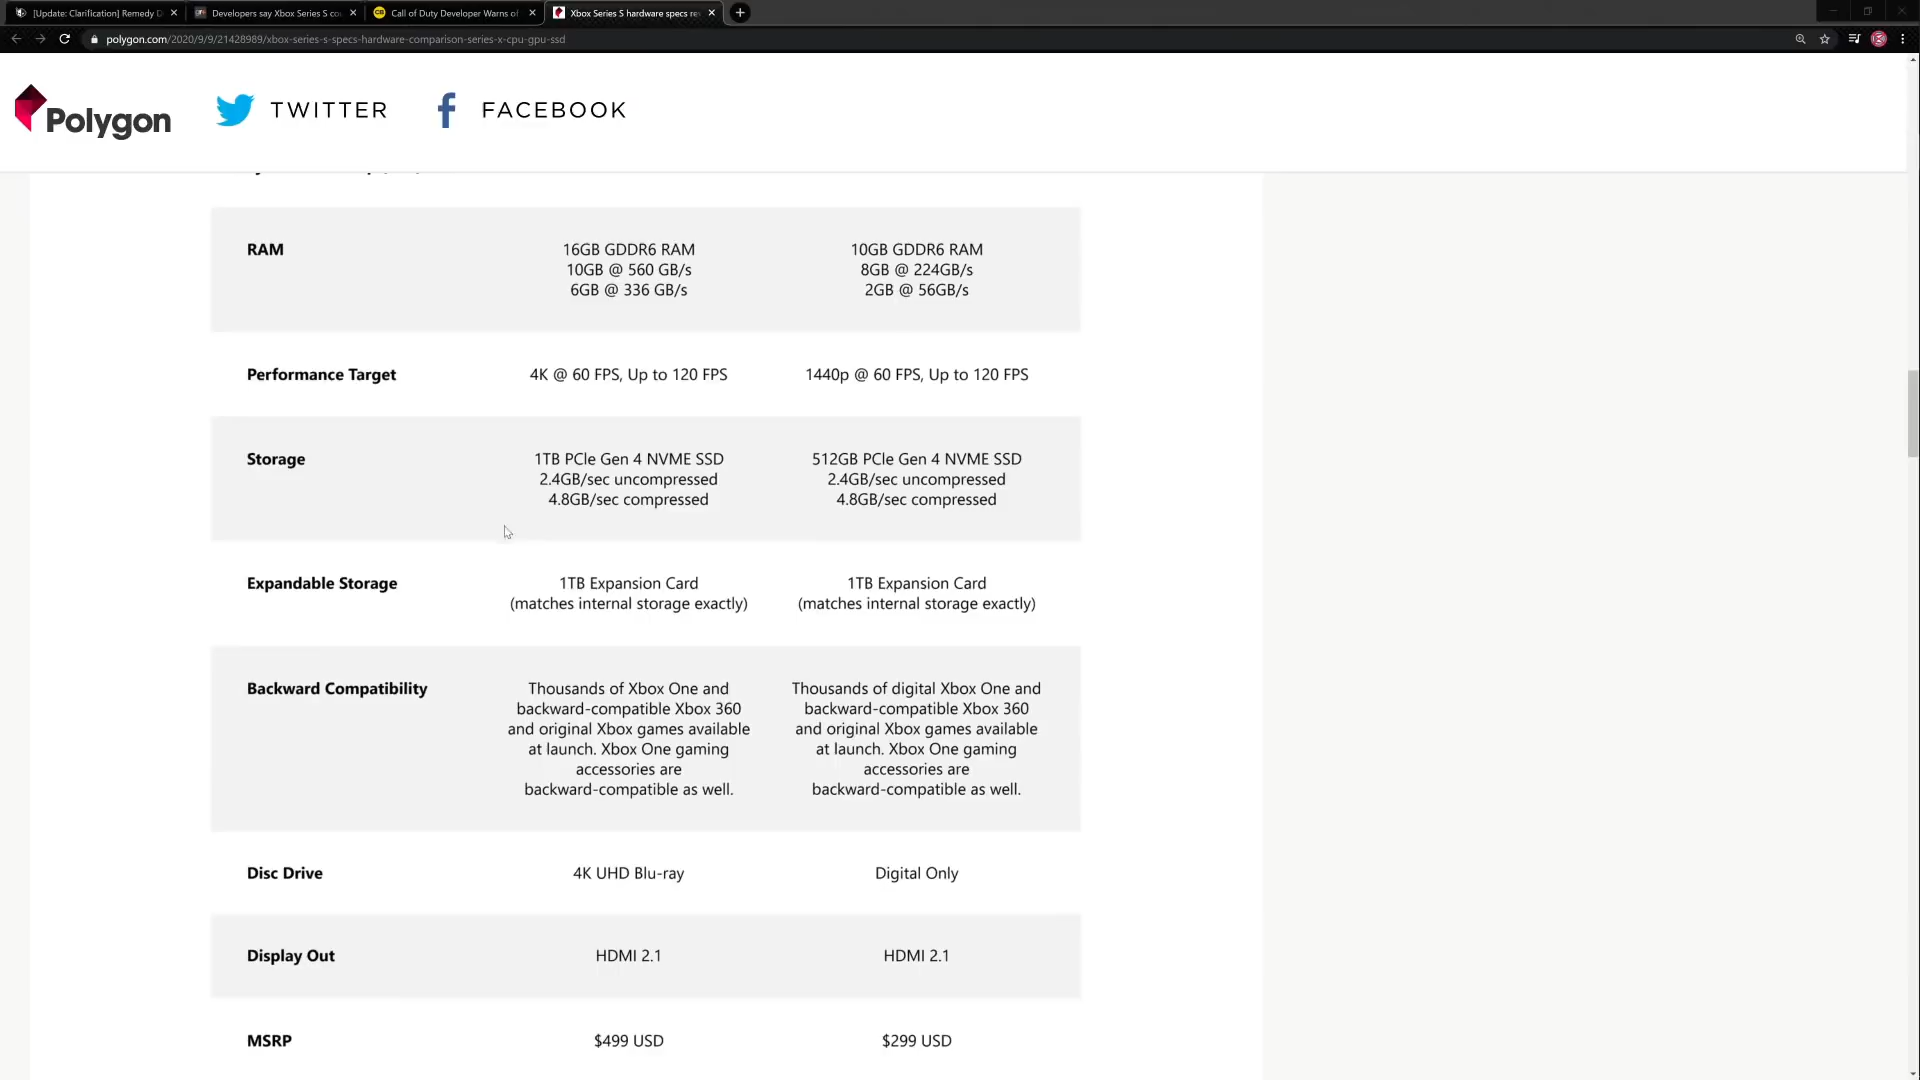 [Update: Clarification] Remedy D
Developers say Xbox Series S co
Call of Duty Developer Warns of
Xbox Series S hardware specs re
polygon.com/2020/9/9/21428989/xbox-series-s-specs-hardware-comparison-series-x-cpu-gpu-ssd
Polygon
TWITTER
FACEBOOK
RAM
16GB GDDR6 RAM
10GB @ 560 GB/s
6GB @ 336 GB/s
10GB GDDR6 RAM
8GB @ 224GB/s
2GB @ 56GB/s
Performance Target
4K @ 60 FPS, Up to 120 FPS
1440p @ 60 FPS, Up to 120 FPS
Storage
1TB PCle Gen 4 NVME SSD
2.4GB/sec uncompressed
4.8GB/sec compressed
512GB PCle Gen 4 NVME SSD
2.4GB/sec uncompressed
4.8GB/sec compressed
Expandable Storage
1TB Expansion Card
(matches internal storage exactly)
1TB Expansion Card
(matches internal storage exactly)
Backward Compatibility
Thousands of Xbox One and
backward-compatible Xbox 360
and original Xbox games available
at launch. Xbox One gaming
accessories are
backward-compatible as well.
Thousands of digital Xbox One and
backward-compatible Xbox 360
and original Xbox games available
at launch. Xbox One gaming
accessories are
backward-compatible as well.
Disc Drive
4K UHD Blu-ray
Digital Only
Display Out
HDMI 2.1
HDMI 2.1
MSRP
$499 USD
$299 USD